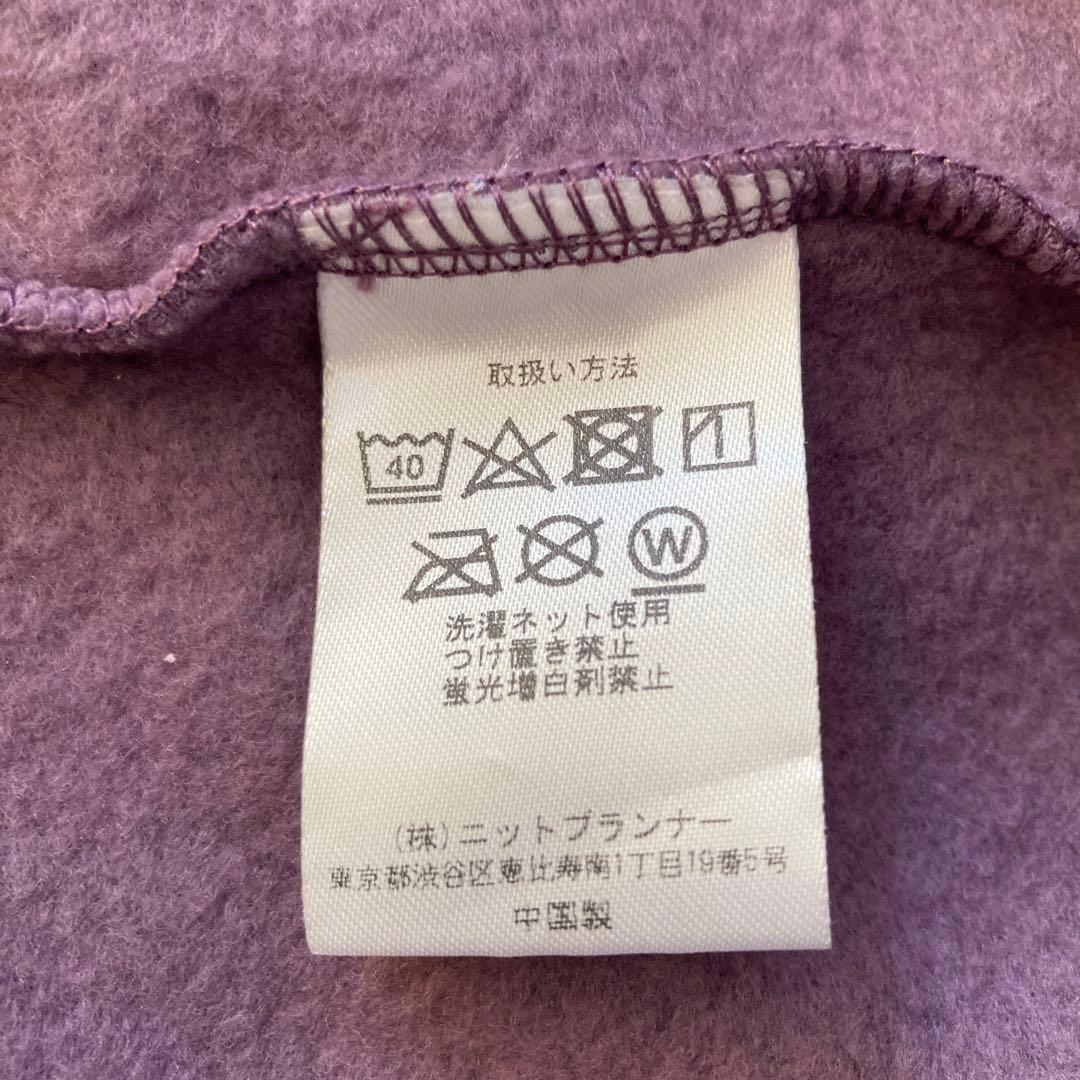 取扱い方法
40
W
洗濯ネット使用
つけ置き禁止
蛍光増白剤禁止
(株)ニットプランナー
東京都渋谷区恵比寿南1丁目19番5号
中国製